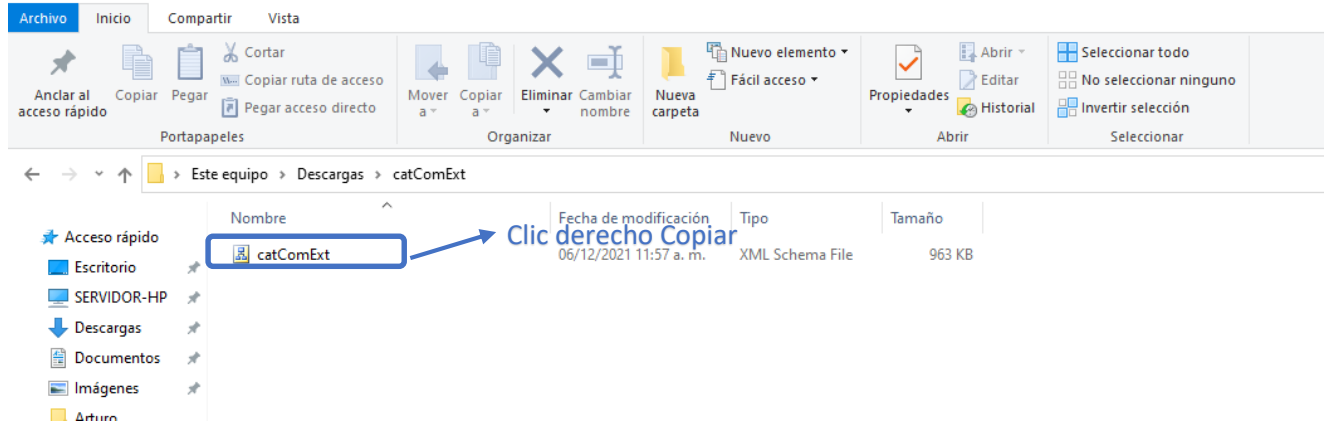 Archivo Inicio Compartir Vista
Anclar al acceso rápido
Copiar
Pegar
Cortar
Copiar ruta de acceso
Pegar acceso directo
Portapapeles
Mover a
Copiar a
Eliminar
Cambiar nombre
Organizar
Nueva carpeta
Nuevo elemento
Fácil acceso
Nuevo
Propiedades
Abrir
Editar
Historial
Abrir
Seleccionar todo
No seleccionar ninguno
Invertir selección
Seleccionar
Este equipo > Descargas > catComExt
Nombre Fecha de modificación Tipo Tamaño
catComExt 06/12/2021 11:57 a. m. XML Schema File 963 KB
Clic derecho Copiar
Acceso rápido
Escritorio
SERVIDOR-HP
Descargas
Documentos
Imágenes
Arturo